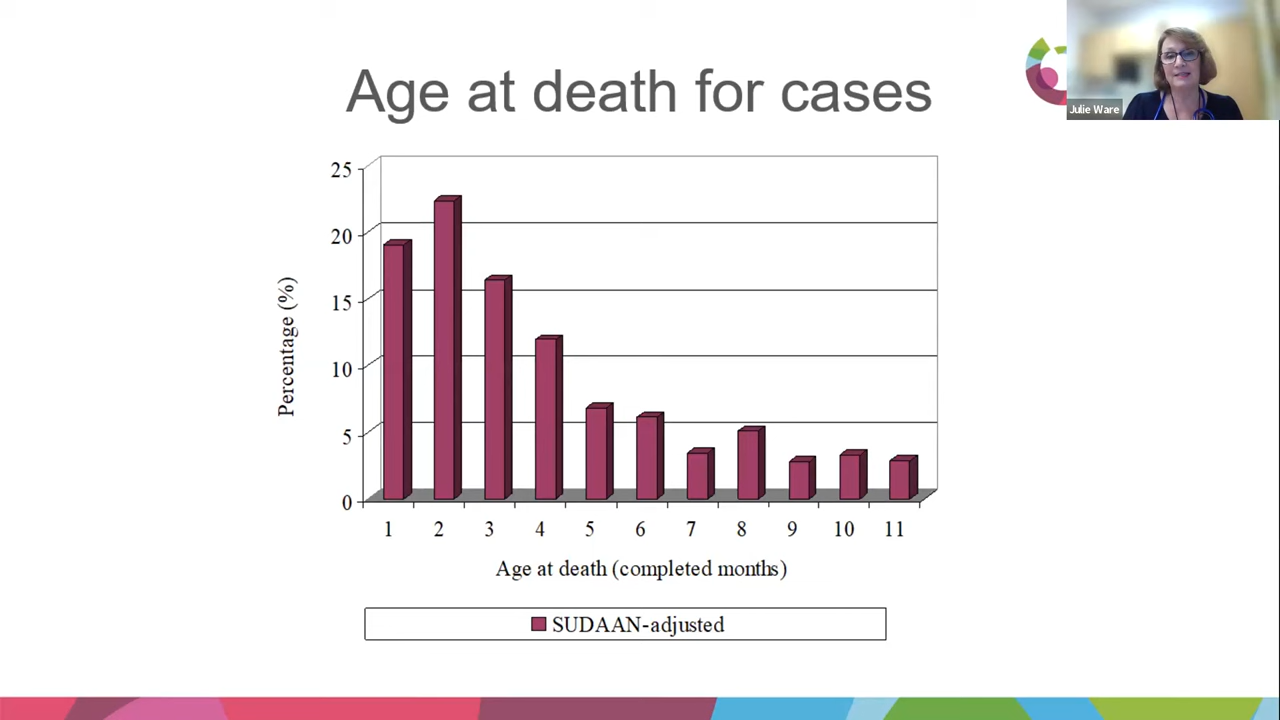 Age at death for cases
Julie Ware
25
20
15
10
5
0
Percentage (%)
1 2 3 4 5 6 7 8 9 10 11
Age at death (completed months)
SUDAAN-adjusted